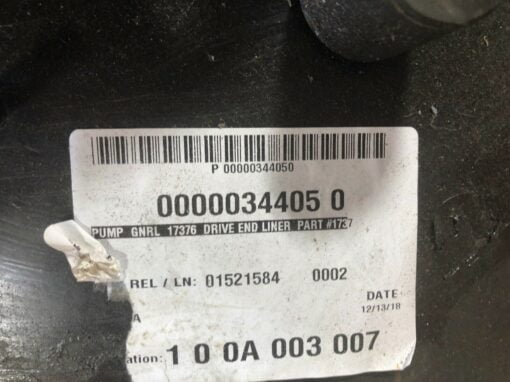 P 00000344050
0000034405 0
PUMP GNRL 17376 DRIVE END LINER PART #1737
REL / LN: 01521584 0002
DATE
A 12/13/18
ation: 1 0 0A 003 007